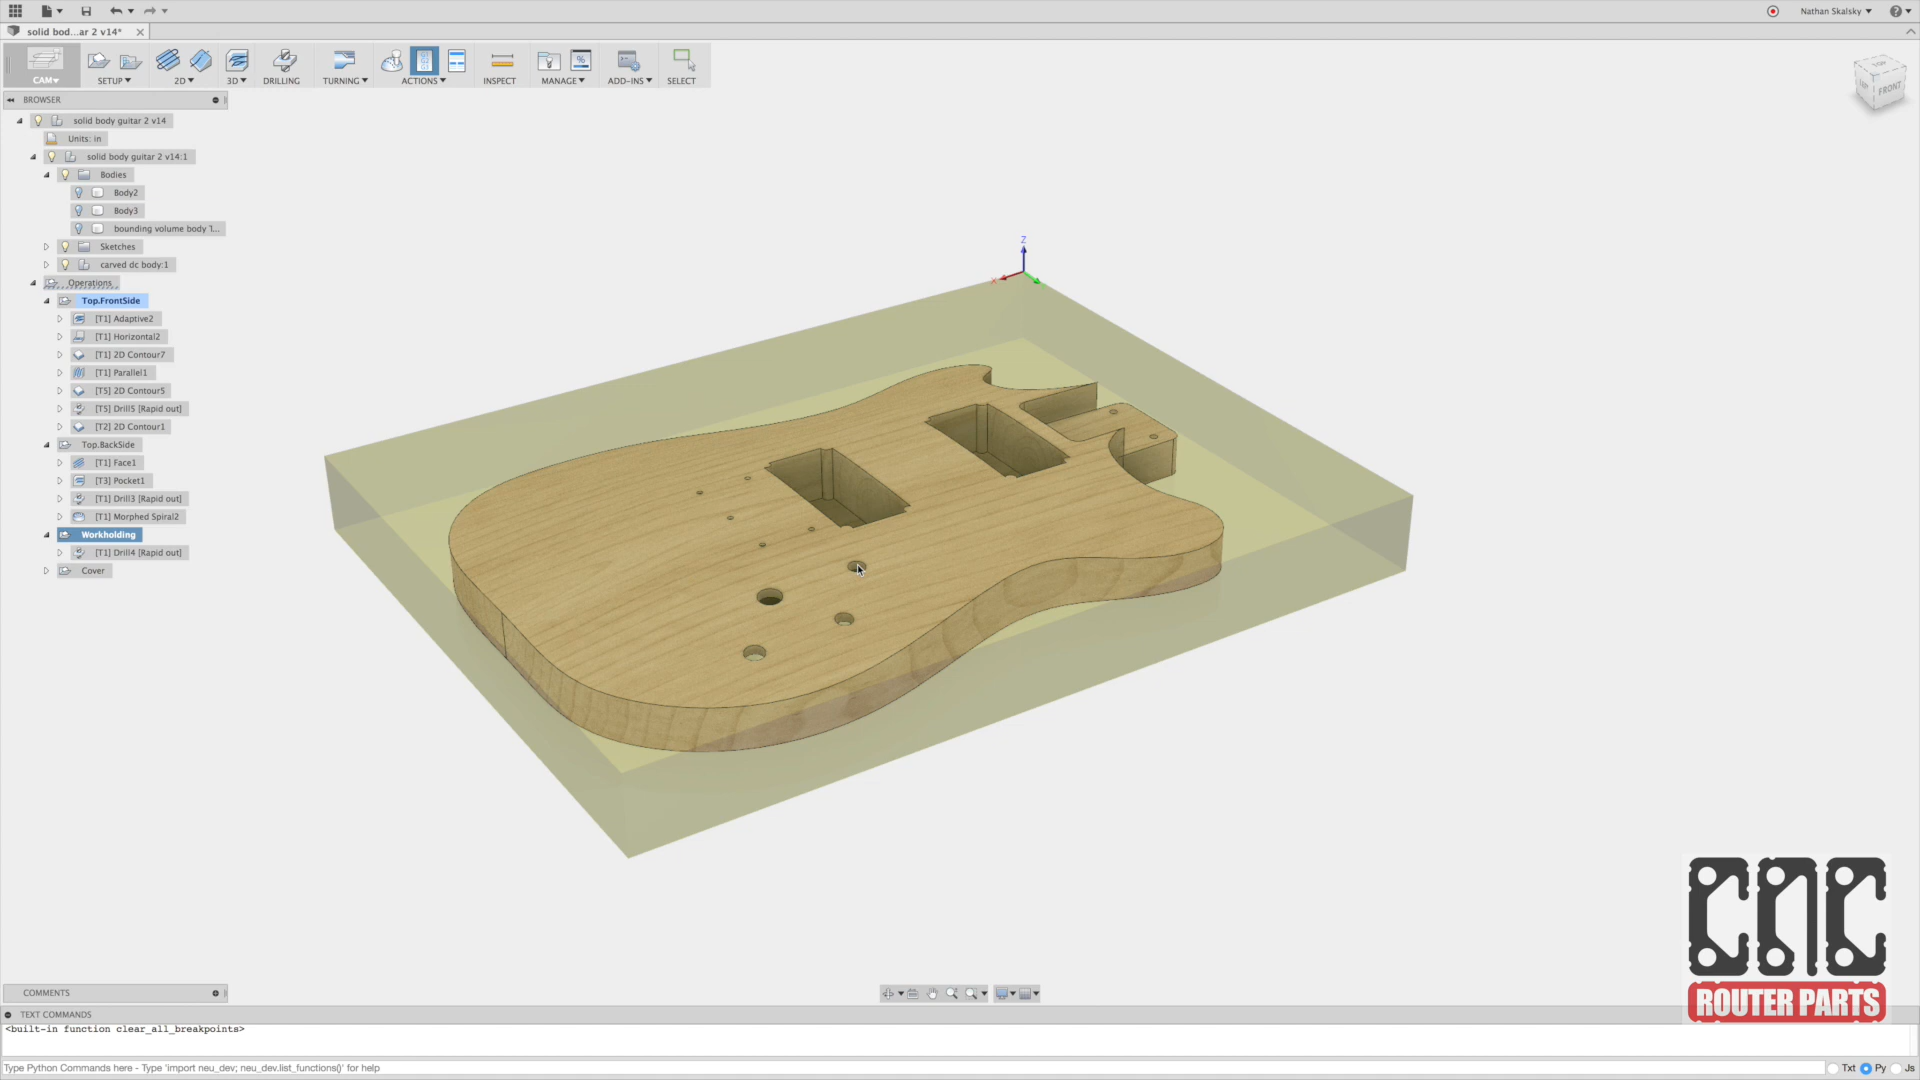 Nathan Skalsky
solid bod...ar 2 v14*
CAM
SETUP
2D
3D
DRILLING
TURNING
ACTIONS
INSPECT
MANAGE
ADD-INS
SELECT
TOP
FRONT
BROWSER
solid body guitar 2 v14
Units: in
solid body guitar 2 v14:1
Bodies
Body2
Body3
bounding volume body
Sketches
carved dc body:1
Operations
Top.FrontSide
[T1] Adaptive2
[T1] Horizontal2
[T1] 2D Contour7
[T1] Parallel1
[T5] 2D Contour5
[T5] Drill5 [Rapid out]
[T2] 2D Contour1
Top.BackSide
[T1] Face1
[T3] Pocket1
[T1] Drill3 [Rapid out]
[T1] Morphed Spiral2
Workholding
[T1] Drill4 [Rapid out]
Cover
Z
X
CNC
ROUTER PARTS
COMMENTS
TEXT COMMANDS
<built-in function clear_all_breakpoints>
Type Python Commands here - Type 'import neu_dev; neu_dev.list_functions()' for help
Txt Py Js